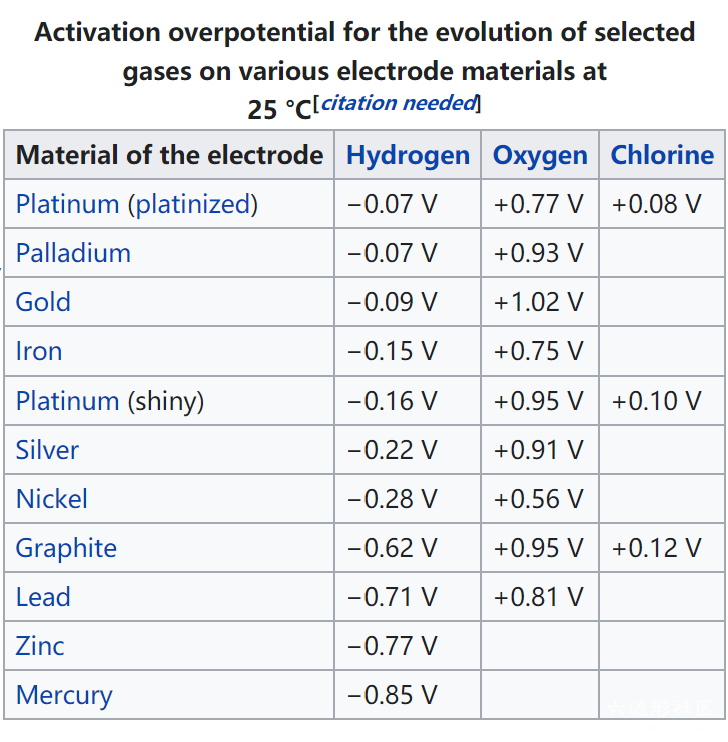 Activation overpotential for the evolution of selected
gases on various electrode materials at
25 °C[citation needed]
Material of the electrode Hydrogen Oxygen Chlorine
Platinum (platinized) −0.07 V +0.77 V +0.08 V
Palladium −0.07 V +0.93 V
Gold −0.09 V +1.02 V
Iron −0.15 V +0.75 V
Platinum (shiny) −0.16 V +0.95 V +0.10 V
Silver −0.22 V +0.91 V
Nickel −0.28 V +0.56 V
Graphite −0.62 V +0.95 V +0.12 V
Lead −0.71 V +0.81 V
Zinc −0.77 V
Mercury −0.85 V